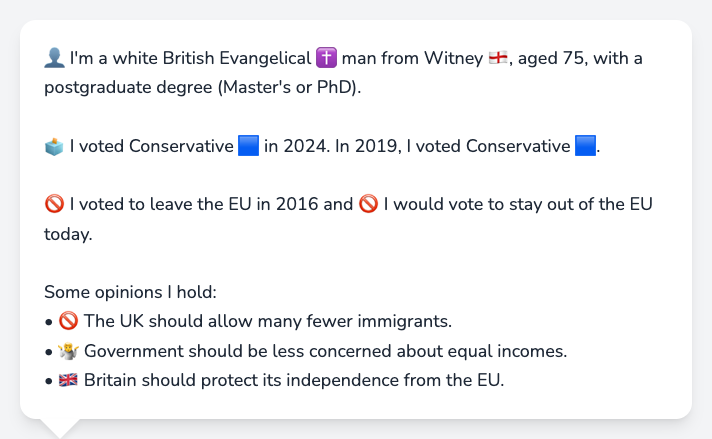 👤 I'm a white British Evangelical ✝️ man from Witney 🏴󠁧󠁢󠁥󠁮󠁧󠁿, aged 75, with a
postgraduate degree (Master's or PhD).
🗳️ I voted Conservative 🟦 in 2024. In 2019, I voted Conservative 🟦.
🚫 I voted to leave the EU in 2016 and 🚫 I would vote to stay out of the EU
today.
Some opinions I hold:
• 🚫 The UK should allow many fewer immigrants.
• 🤷 Government should be less concerned about equal incomes.
• 🇬🇧 Britain should protect its independence from the EU.